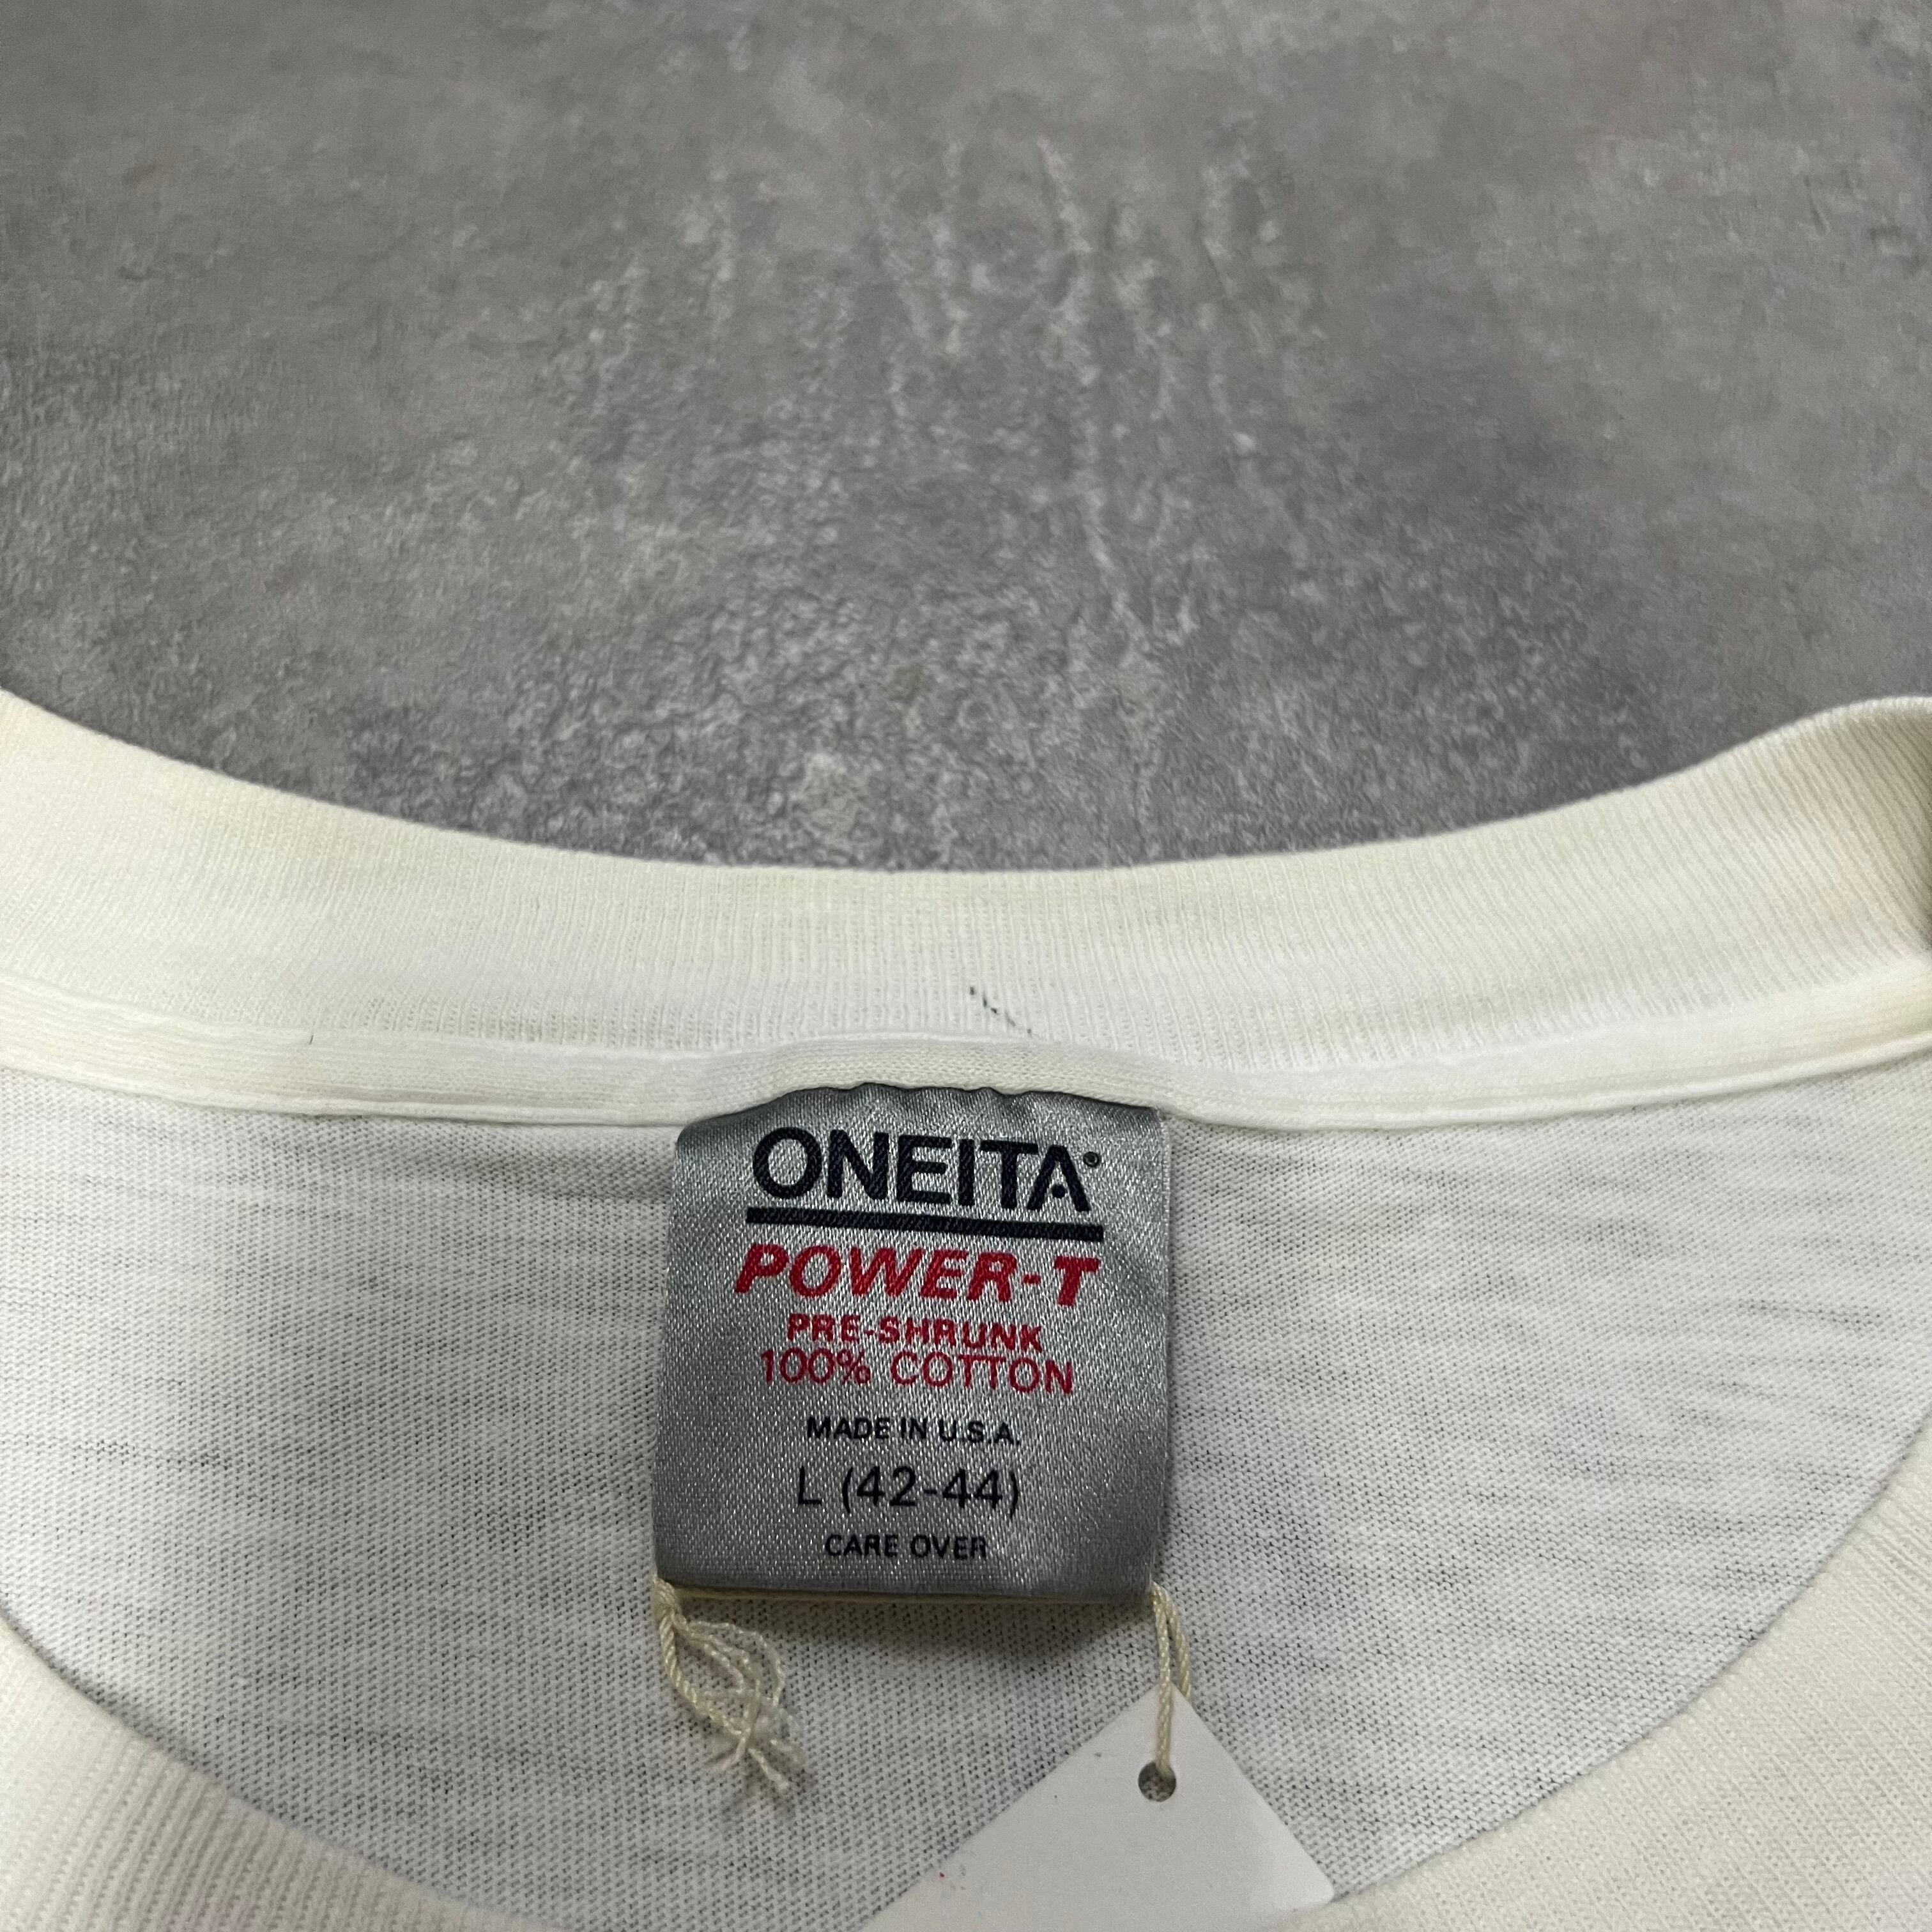 ONEITA®
POWER-T
PRE-SHRUNK
100% COTTON
MADE IN U.S.A.
L (42-44)
CARE OVER